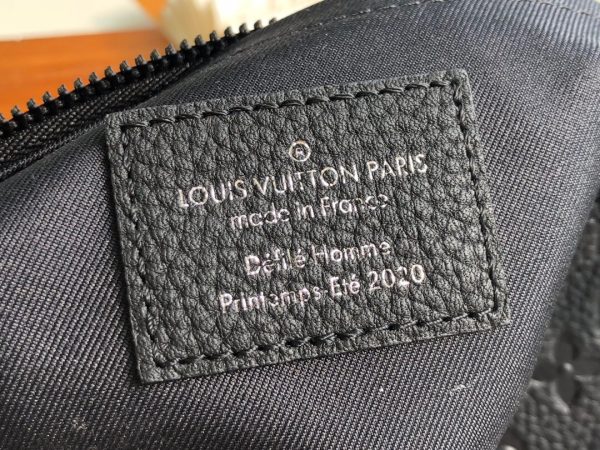 ®
LOUIS VUITTON PARIS
made in France
Défilé Homme
Printemps-Eté 2020